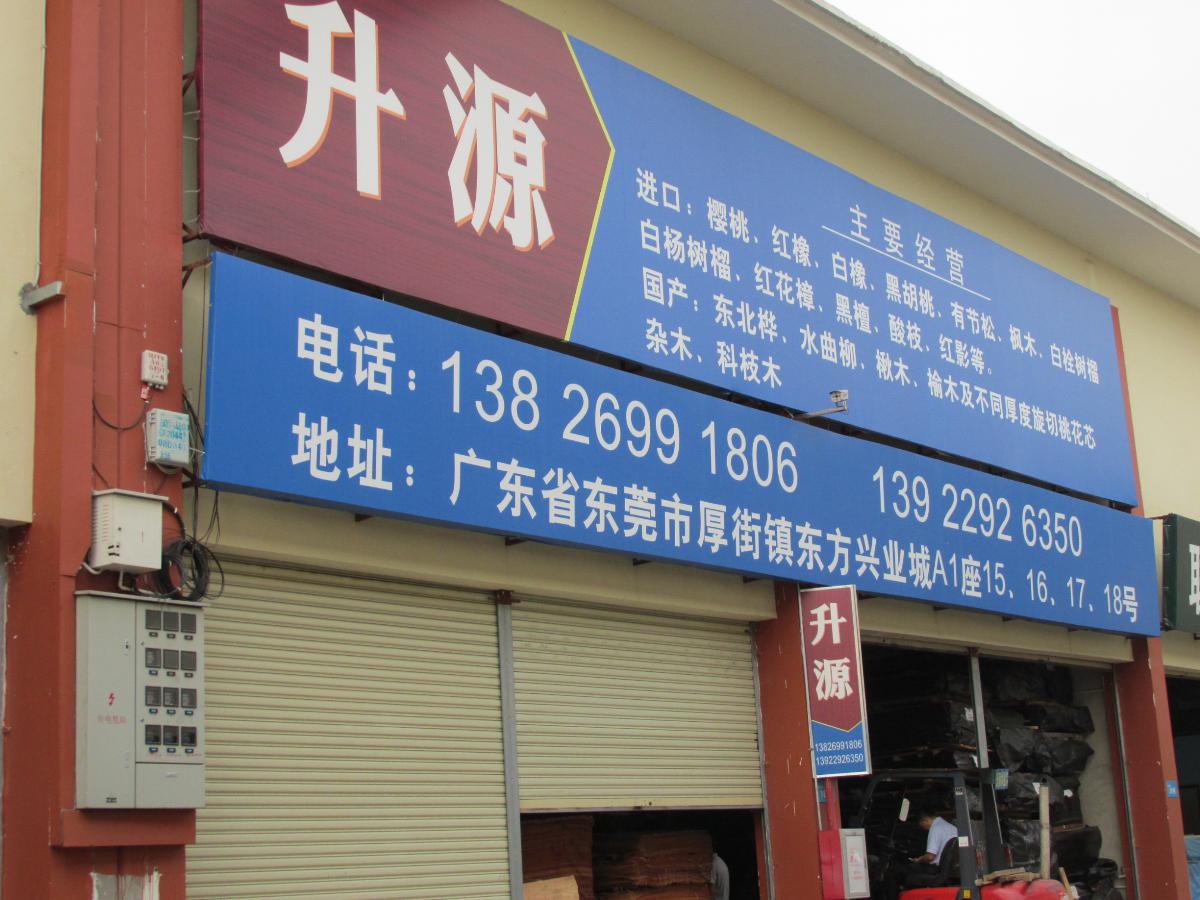 升源
主要经营
进口：樱桃、红橡、白橡、黑胡桃、有节松、枫木、白栓树榴
白杨树榴、红花樟、黑檀、酸枝、红影等。
国产：东北桦、水曲柳、楸木、榆木及不同厚度旋切桃花芯
杂木、科枝木
电话：138 2699 1806 139 2292 6350
地址：广东省东莞市厚街镇东方兴业城A1座15、16、17、18号
升
源
13826991806
13922926350